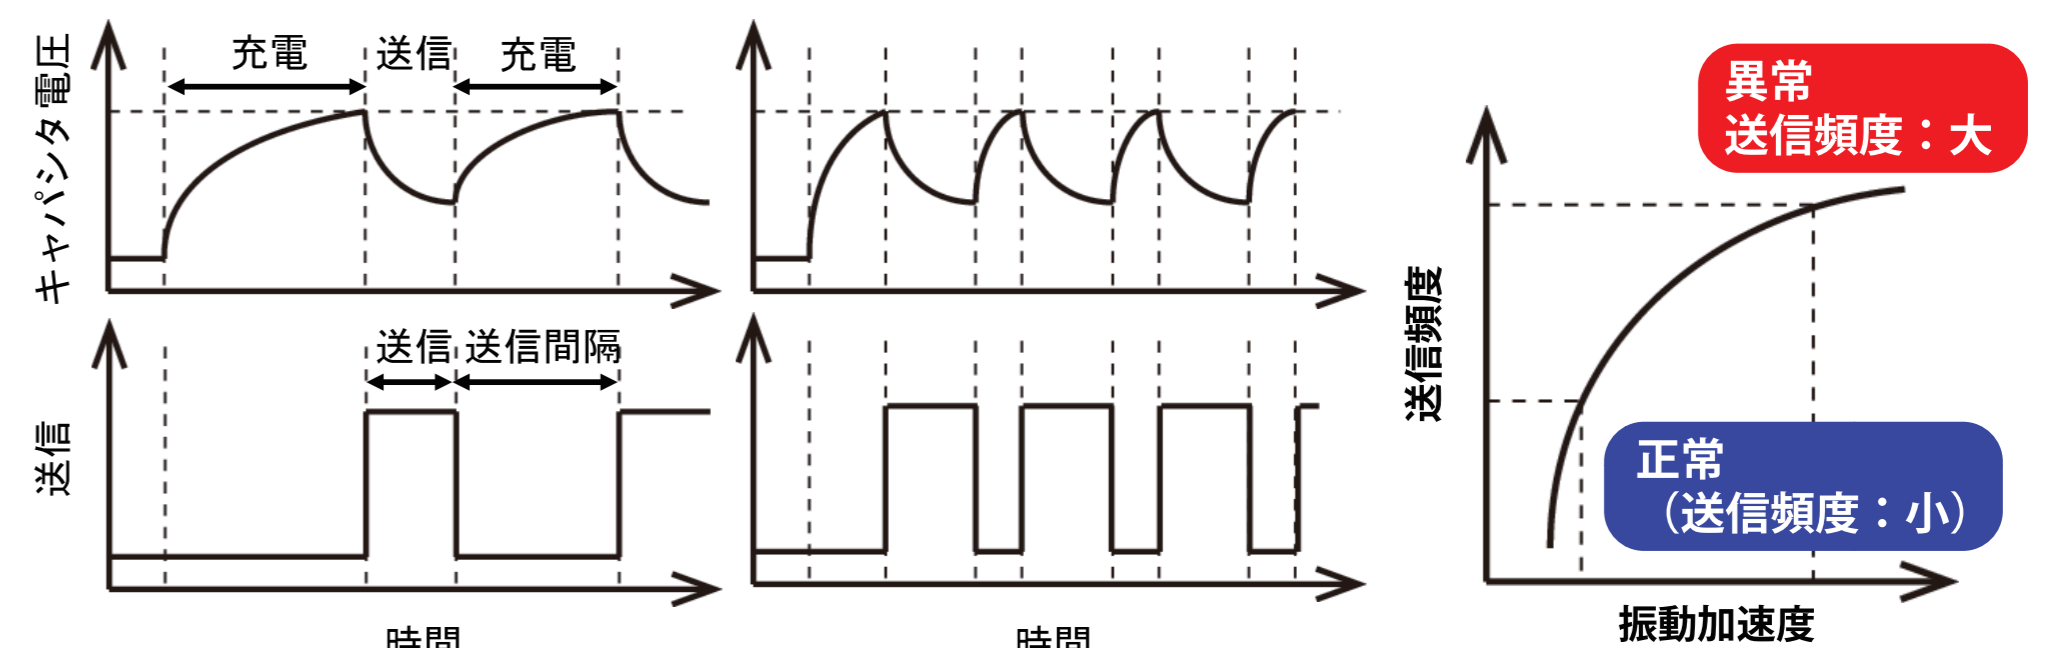 キャパシタ電圧
充電
送信
充電
送信
送信
送信間隔
時間
時間
送信頻度
異常
送信頻度：大
正常
（送信頻度：小）
振動加速度